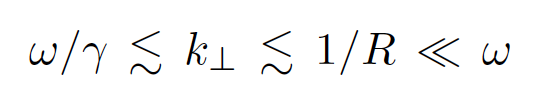 ω/γ ≲ k⊥ ≲ 1/R ≪ ω